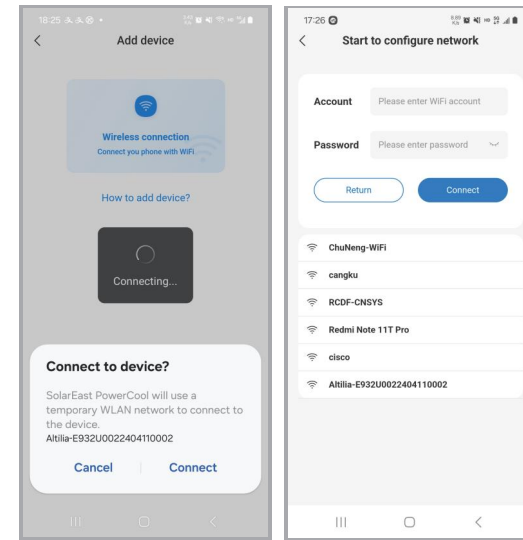 18:25
Add device
Wireless connection
Connect you phone with WiFi
How to add device?
Connecting...
Connect to device?
SolarEast PowerCool will use a
temporary WLAN network to connect to
the device.
Altilia-E932U0022404110002
Cancel
Connect
17:26
Start to configure network
Account
Please enter WiFi account
Password
Please enter password
Return
Connect
ChuNeng-WiFi
cangku
RCDF-CNSYS
Redmi Note 11T Pro
cisco
Altilia-E932U0022404110002